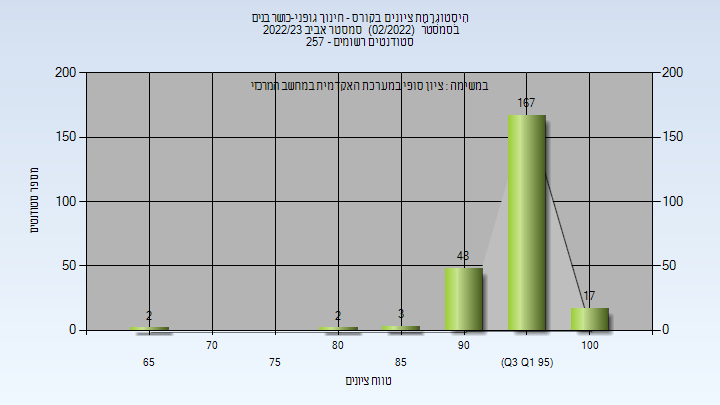 היסטוגרמת ציונים בקורס - חינוך גופני-כושר בנים
בסמסטר (02/2022) סמסטר אביב 2022/23
סטודנטים רשומים - 257
במשימה : ציון סופי במערכת האקדמית במחשב המרכזי
200 200
150 150
100 100
50 50
0 0
מספר סטודנטים
2 2 3 48 167 17
70 80 90 100
65 75 85 (Q3 Q1 95)
טווח ציונים